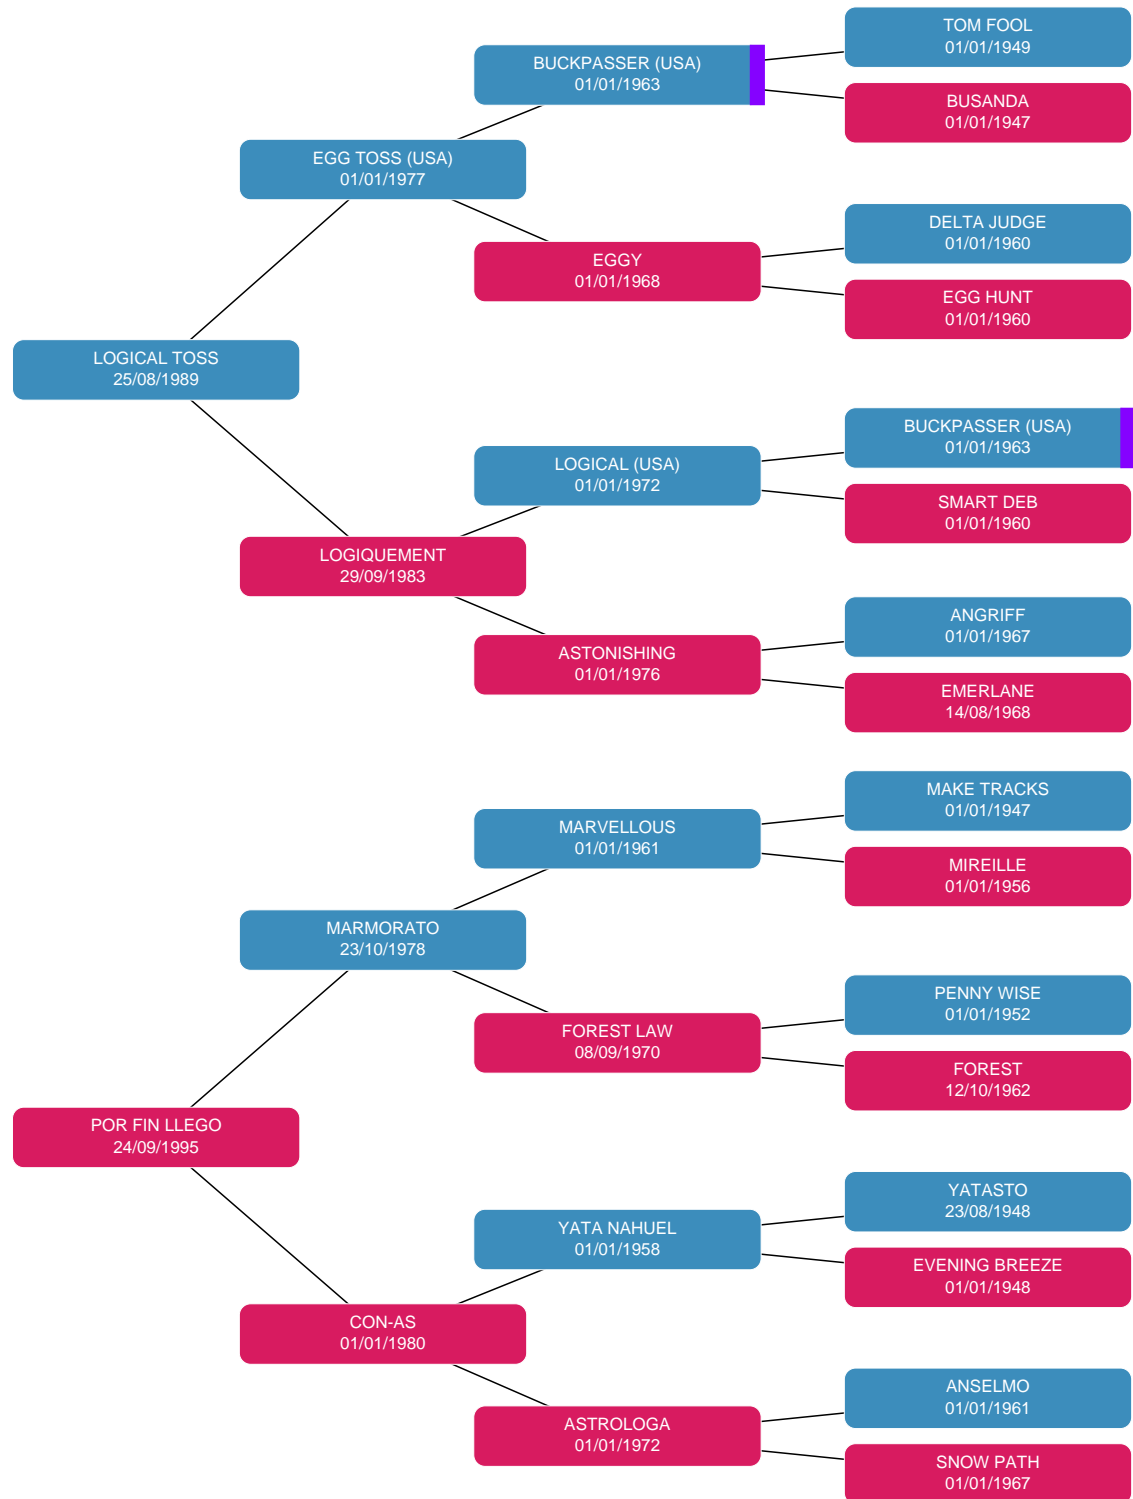 TOM FOOL
01/01/1949
BUCKPASSER (USA)
01/01/1963
BUSANDA
01/01/1947
EGG TOSS (USA)
01/01/1977
DELTA JUDGE
01/01/1960
EGGY
01/01/1968
EGG HUNT
01/01/1960
LOGICAL TOSS
25/08/1989
BUCKPASSER (USA)
01/01/1963
LOGICAL (USA)
01/01/1972
SMART DEB
01/01/1960
LOGIQUEMENT
29/09/1983
ANGRIFF
01/01/1967
ASTONISHING
01/01/1976
EMERLANE
14/08/1968
MAKE TRACKS
01/01/1947
MARVELLOUS
01/01/1961
MIREILLE
01/01/1956
MARMORATO
23/10/1978
PENNY WISE
01/01/1952
FOREST LAW
08/09/1970
FOREST
12/10/1962
POR FIN LLEGO
24/09/1995
YATASTO
23/08/1948
YATA NAHUEL
01/01/1958
EVENING BREEZE
01/01/1948
CON-AS
01/01/1980
ANSELMO
01/01/1961
ASTROLOGA
01/01/1972
SNOW PATH
01/01/1967